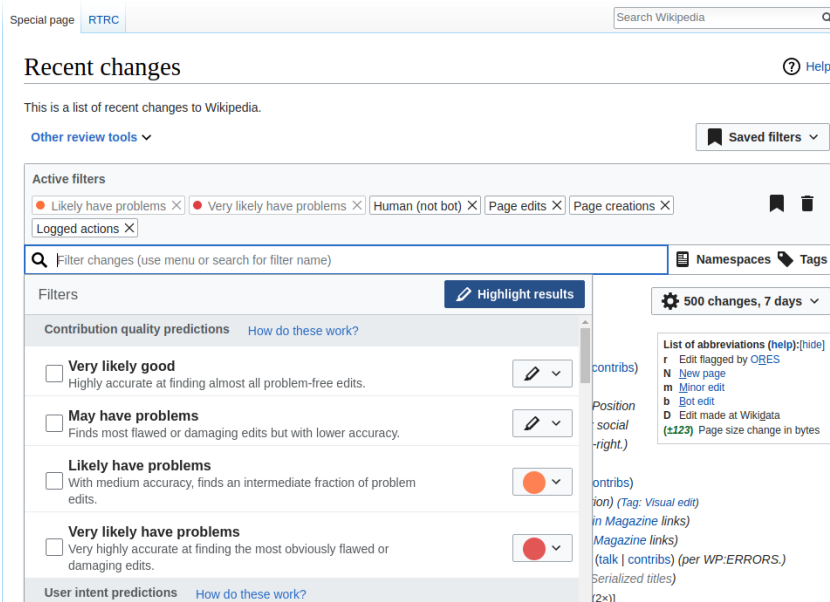 Special page RTRC Search Wikipedia
Recent changes Help
This is a list of recent changes to Wikipedia.
Other review tools Saved filters
Active filters
Likely have problems Very likely have problems Human (not bot) Page edits Page creations
Logged actions
Filter changes (use menu or search for filter name) Namespaces Tags
Filters Highlight results 500 changes, 7 days
Contribution quality predictions How do these work?
Very likely good
Highly accurate at finding almost all problem-free edits.
May have problems
Finds most flawed or damaging edits but with lower accuracy.
Likely have problems
With medium accuracy, finds an intermediate fraction of problem
edits.
Very likely have problems
Very highly accurate at finding the most obviously flawed or
damaging edits.
User intent predictions How do these work?
List of abbreviations (help):[hide]
r Edit flagged by ORES
N New page
m Minor edit
b Bot edit
D Edit made at Wikidata
(±123) Page size change in bytes
contribs)
Position
social
-right.)
ontribs)
ion) (Tag: Visual edit)
in Magazine links)
Magazine links)
(talk | contribs) (per WP:ERRORS.)
Serialized titles)
(2×)]